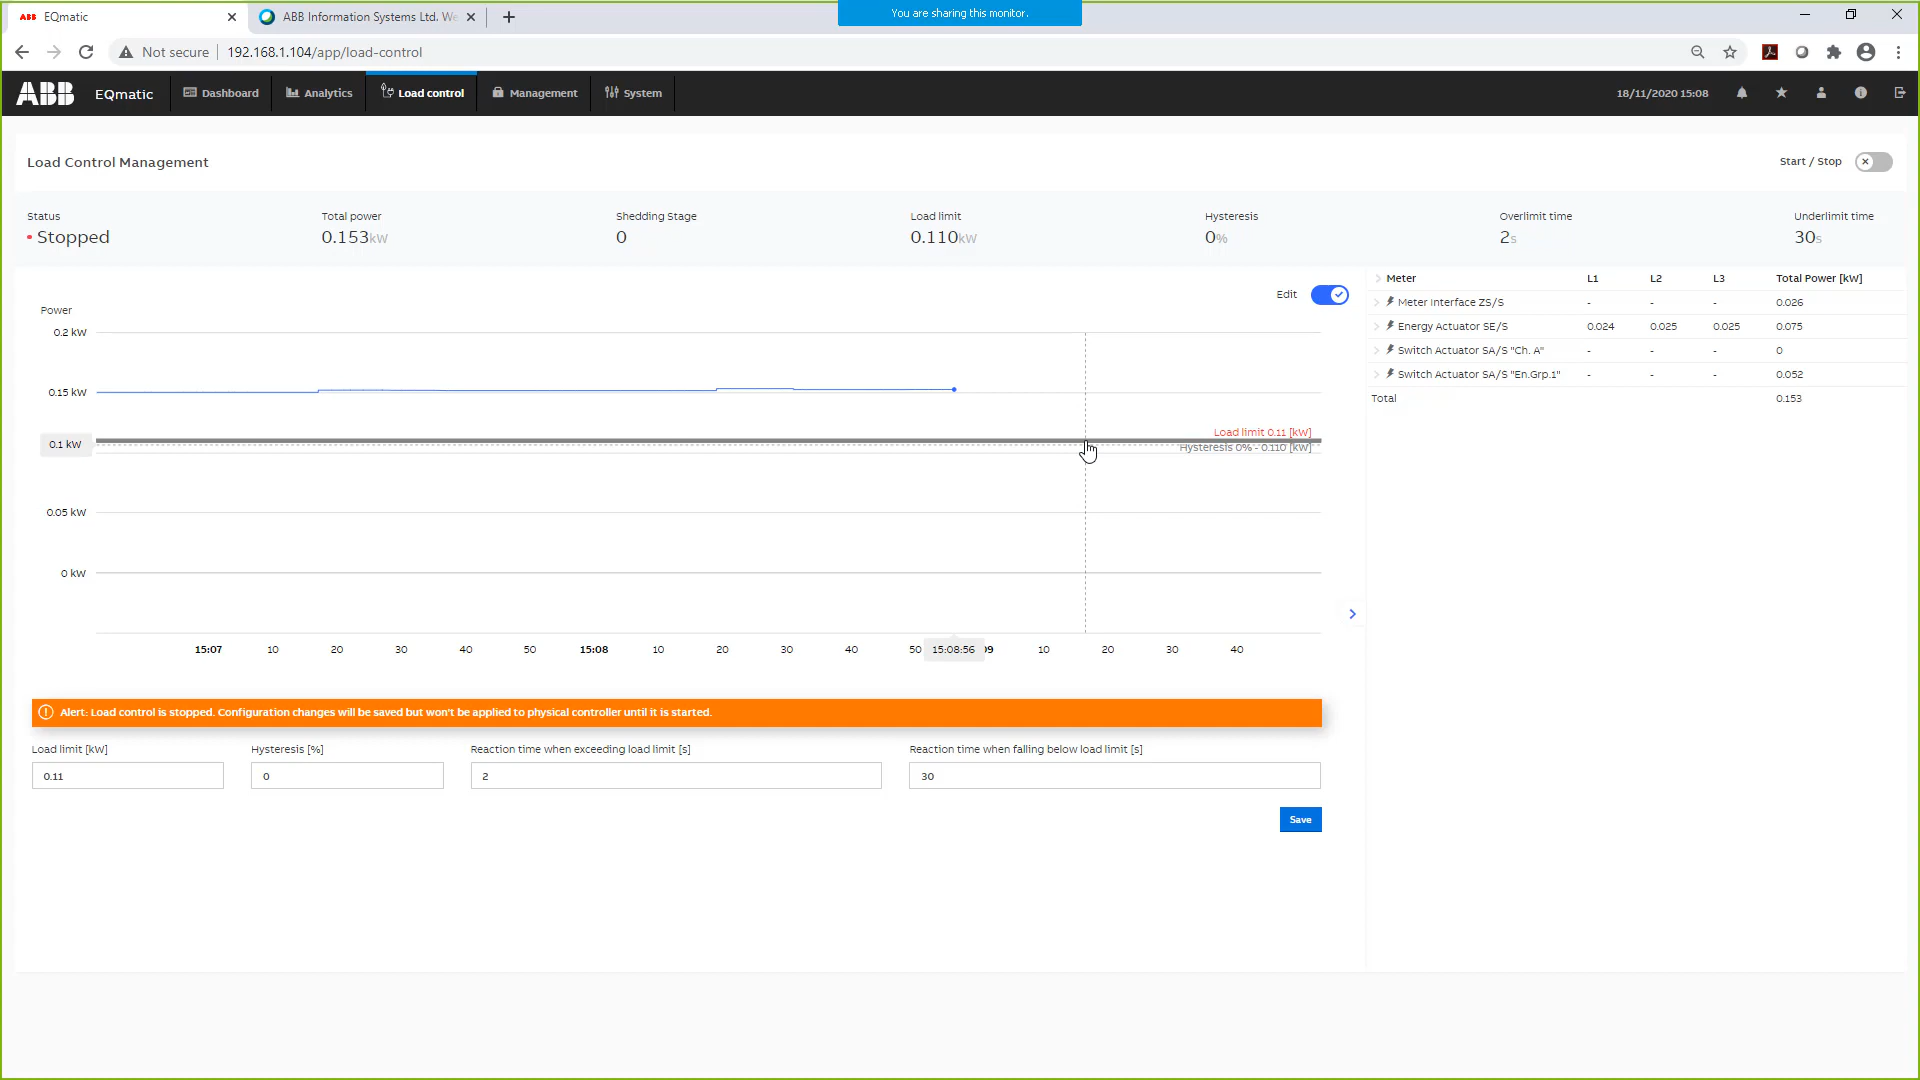 ABB EQmatic
ABB Information Systems Ltd. We
You are sharing this monitor.
Not secure
192.168.1.104/app/load-control
ABB EQmatic Dashboard Analytics Load control Management System 18/11/2020 15:08
Load Control Management
Start / Stop
Status Total power Shedding Stage Load limit Hysteresis Overlimit time Underlimit time
Stopped 0.153kW 0 0.110kW 0% 2s 30s
Edit
Power
0.2 kW
0.15 kW
0.1 kW
0.05 kW
0 kW
Load limit 0.11 [kW]
Hysteresis 0% - 0.110 [kW]
15:07 10 20 30 40 50 15:08 10 20 30 40 50 15:08:56 09 10 20 30 40
Meter L1 L2 L3 Total Power [kW]
Meter Interface ZS/S - - - 0.026
Energy Actuator SE/S 0.024 0.025 0.025 0.075
Switch Actuator SA/S "Ch. A" - - - 0
Switch Actuator SA/S "En.Grp.1" - - - 0.052
Total 0.153
Alert: Load control is stopped. Configuration changes will be saved but won't be applied to physical controller until it is started.
Load limit [kW] Hysteresis [%] Reaction time when exceeding load limit [s] Reaction time when falling below load limit [s]
0.11 0 2 30
Save